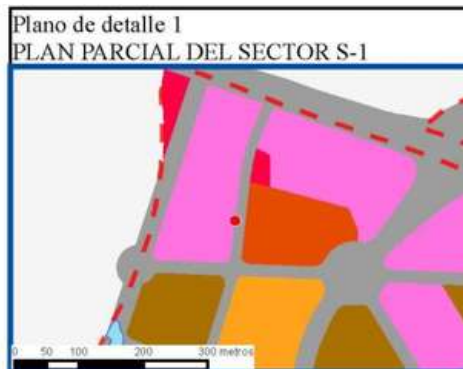 Plano de detalle 1
PLAN PARCIAL DEL SECTOR S-1
0 50 100 200 300 metros